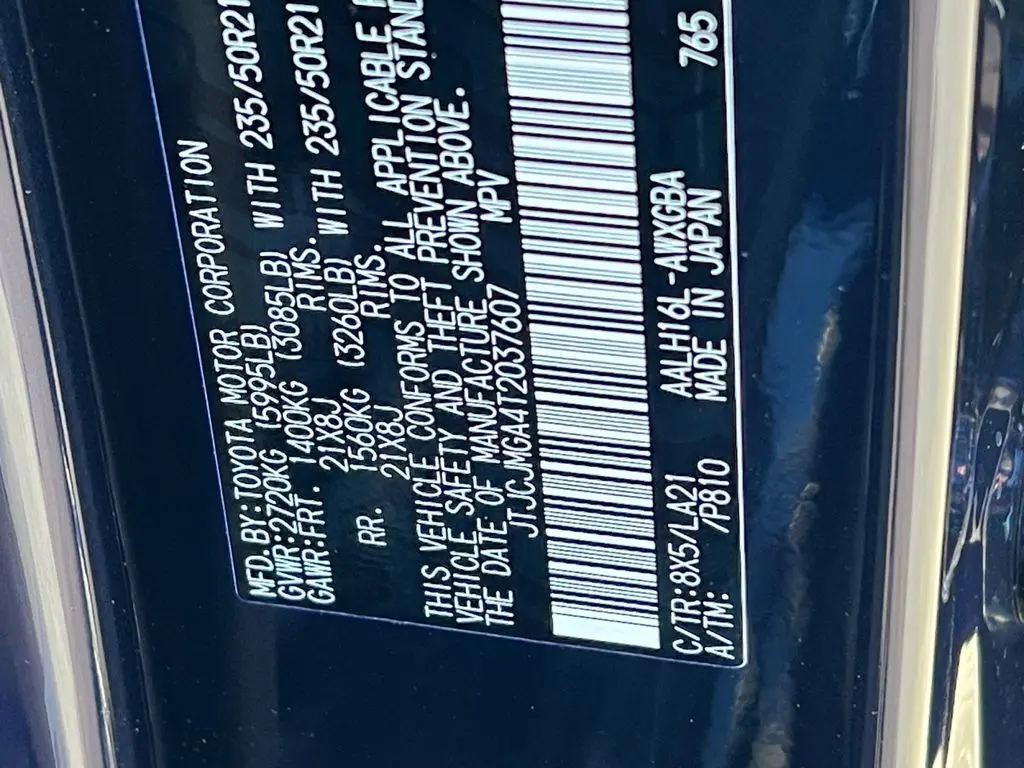 MFD.BY:TOYOTA MOTOR CORPORATION
GVWR:2720KG (5995LB)
GAWR:FRT. 1400KG (3085LB) WITH 235/50R21
21X8J RIMS.
RR. 1560KG (3260LB) WITH 235/50R21
21X8J RIMS.
THIS VEHICLE CONFORMS TO ALL APPLICABLE
VEHICLE SAFETY AND THEFT PREVENTION
THE DATE OF MANUFACTURE SHOWN ABOVE.
JTJCJMGA4T2037607 MPV
C/TR:8X5/LA21 AALH16L-AWXGBA
A/TM: /P810 MADE IN JAPAN 765